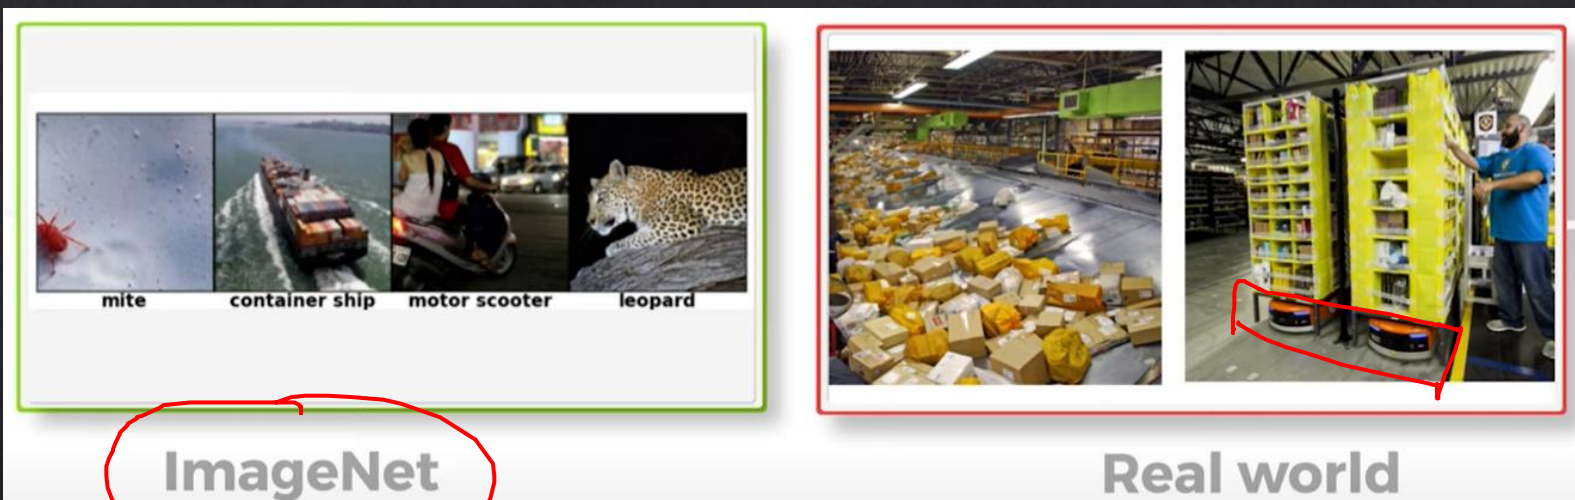 mite
container ship
motor scooter
leopard
ImageNet
Real world